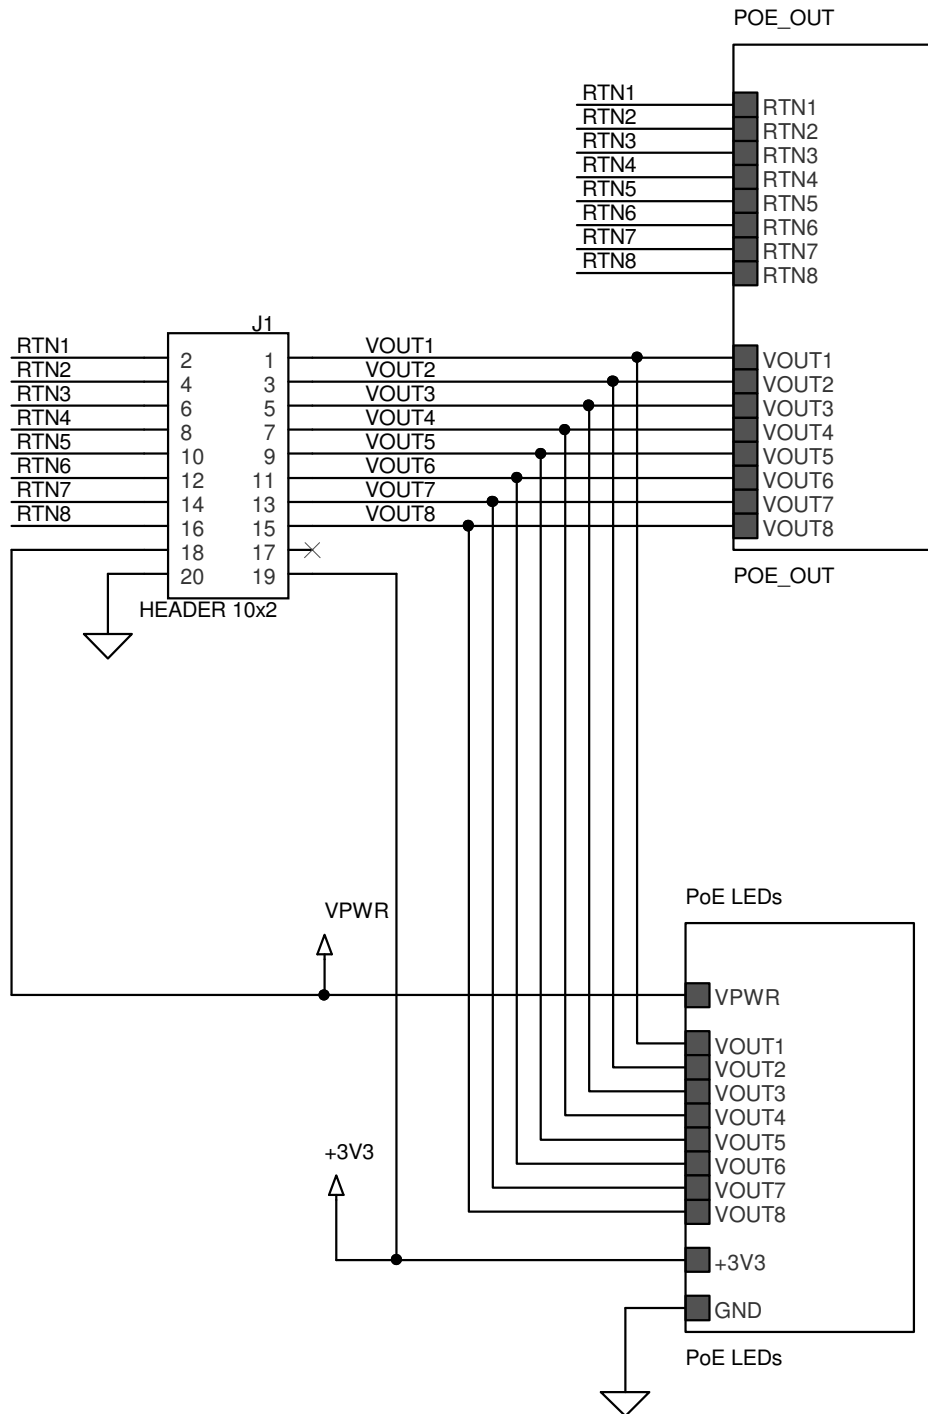 POE_OUT
RTN1 RTN1
RTN2 RTN2
RTN3 RTN3
RTN4 RTN4
RTN5 RTN5
RTN6 RTN6
RTN7 RTN7
RTN8 RTN8
J1
RTN1 2 1 VOUT1 VOUT1
RTN2 4 3 VOUT2 VOUT2
RTN3 6 5 VOUT3 VOUT3
RTN4 8 7 VOUT4 VOUT4
RTN5 10 9 VOUT5 VOUT5
RTN6 12 11 VOUT6 VOUT6
RTN7 14 13 VOUT7 VOUT7
RTN8 16 15 VOUT8 VOUT8
18 17
20 19 POE_OUT
HEADER 10x2
PoE LEDs
VPWR
VPWR
VOUT1
VOUT2
VOUT3
VOUT4
VOUT5
+3V3 VOUT6
VOUT7
VOUT8
+3V3
GND
PoE LEDs